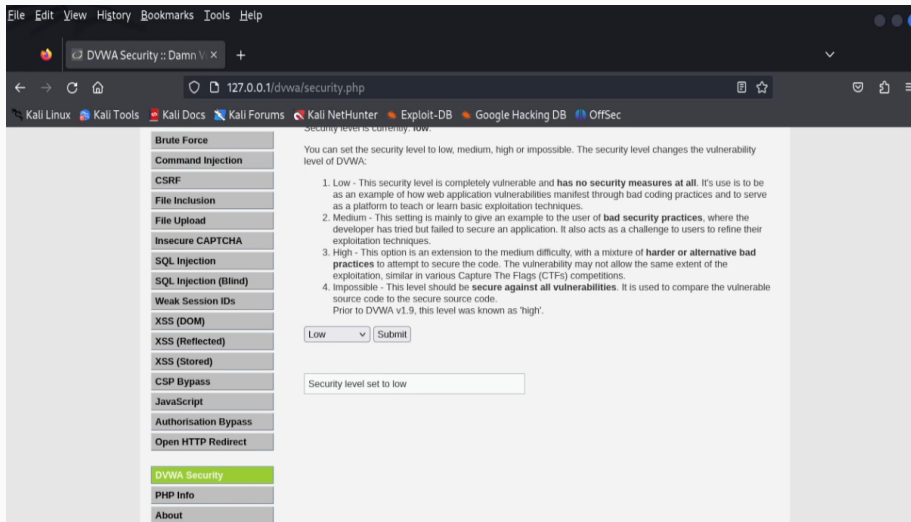 File Edit View History Bookmarks Tools Help
DVWA Security :: Damn V
127.0.0.1/dvwa/security.php
Kali Linux Kali Tools Kali Docs Kali Forums Kali NetHunter Exploit-DB Google Hacking DB OffSec
Brute Force
Command Injection
CSRF
File Inclusion
File Upload
Insecure CAPTCHA
SQL Injection
SQL Injection (Blind)
Weak Session IDs
XSS (DOM)
XSS (Reflected)
XSS (Stored)
CSP Bypass
JavaScript
Authorisation Bypass
Open HTTP Redirect
DVWA Security
PHP Info
About
Security level is currently: low.
You can set the security level to low, medium, high or impossible. The security level changes the vulnerability
level of DVWA:
1. Low - This security level is completely vulnerable and has no security measures at all. It's use is to be
as an example of how web application vulnerabilities manifest through bad coding practices and to serve
as a platform to teach or learn basic exploitation techniques.
2. Medium - This setting is mainly to give an example to the user of bad security practices, where the
developer has tried but failed to secure an application. It also acts as a challenge to users to refine their
exploitation techniques.
3. High - This option is an extension to the medium difficulty, with a mixture of harder or alternative bad
practices to attempt to secure the code. The vulnerability may not allow the same extent of the
exploitation, similar in various Capture The Flags (CTFs) competitions.
4. Impossible - This level should be secure against all vulnerabilities. It is used to compare the vulnerable
source code to the secure source code.
Prior to DVWA v1.9, this level was known as 'high'.
Low Submit
Security level set to low